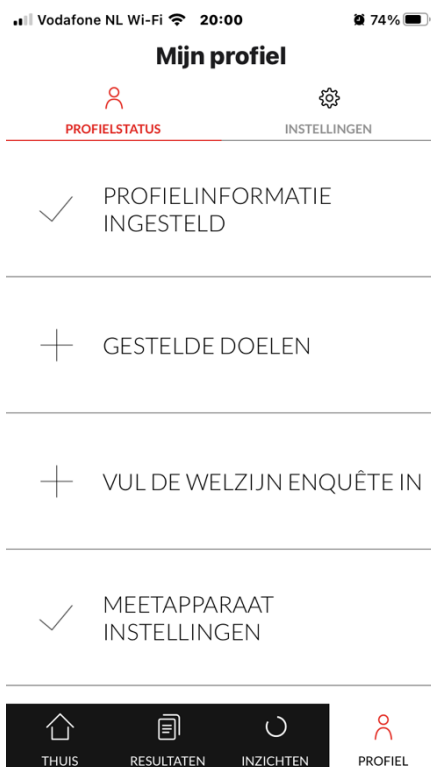 Vodafone NL Wi-Fi 20:00 74%
Mijn profiel
PROFIELSTATUS INSTELLINGEN
PROFIELINFORMATIE
INGESTELD
GESTELDE DOELEN
VUL DE WELZIJN ENQUÊTE IN
MEETAPPARAAT
INSTELLINGEN
THUIS RESULTATEN INZICHTEN PROFIEL